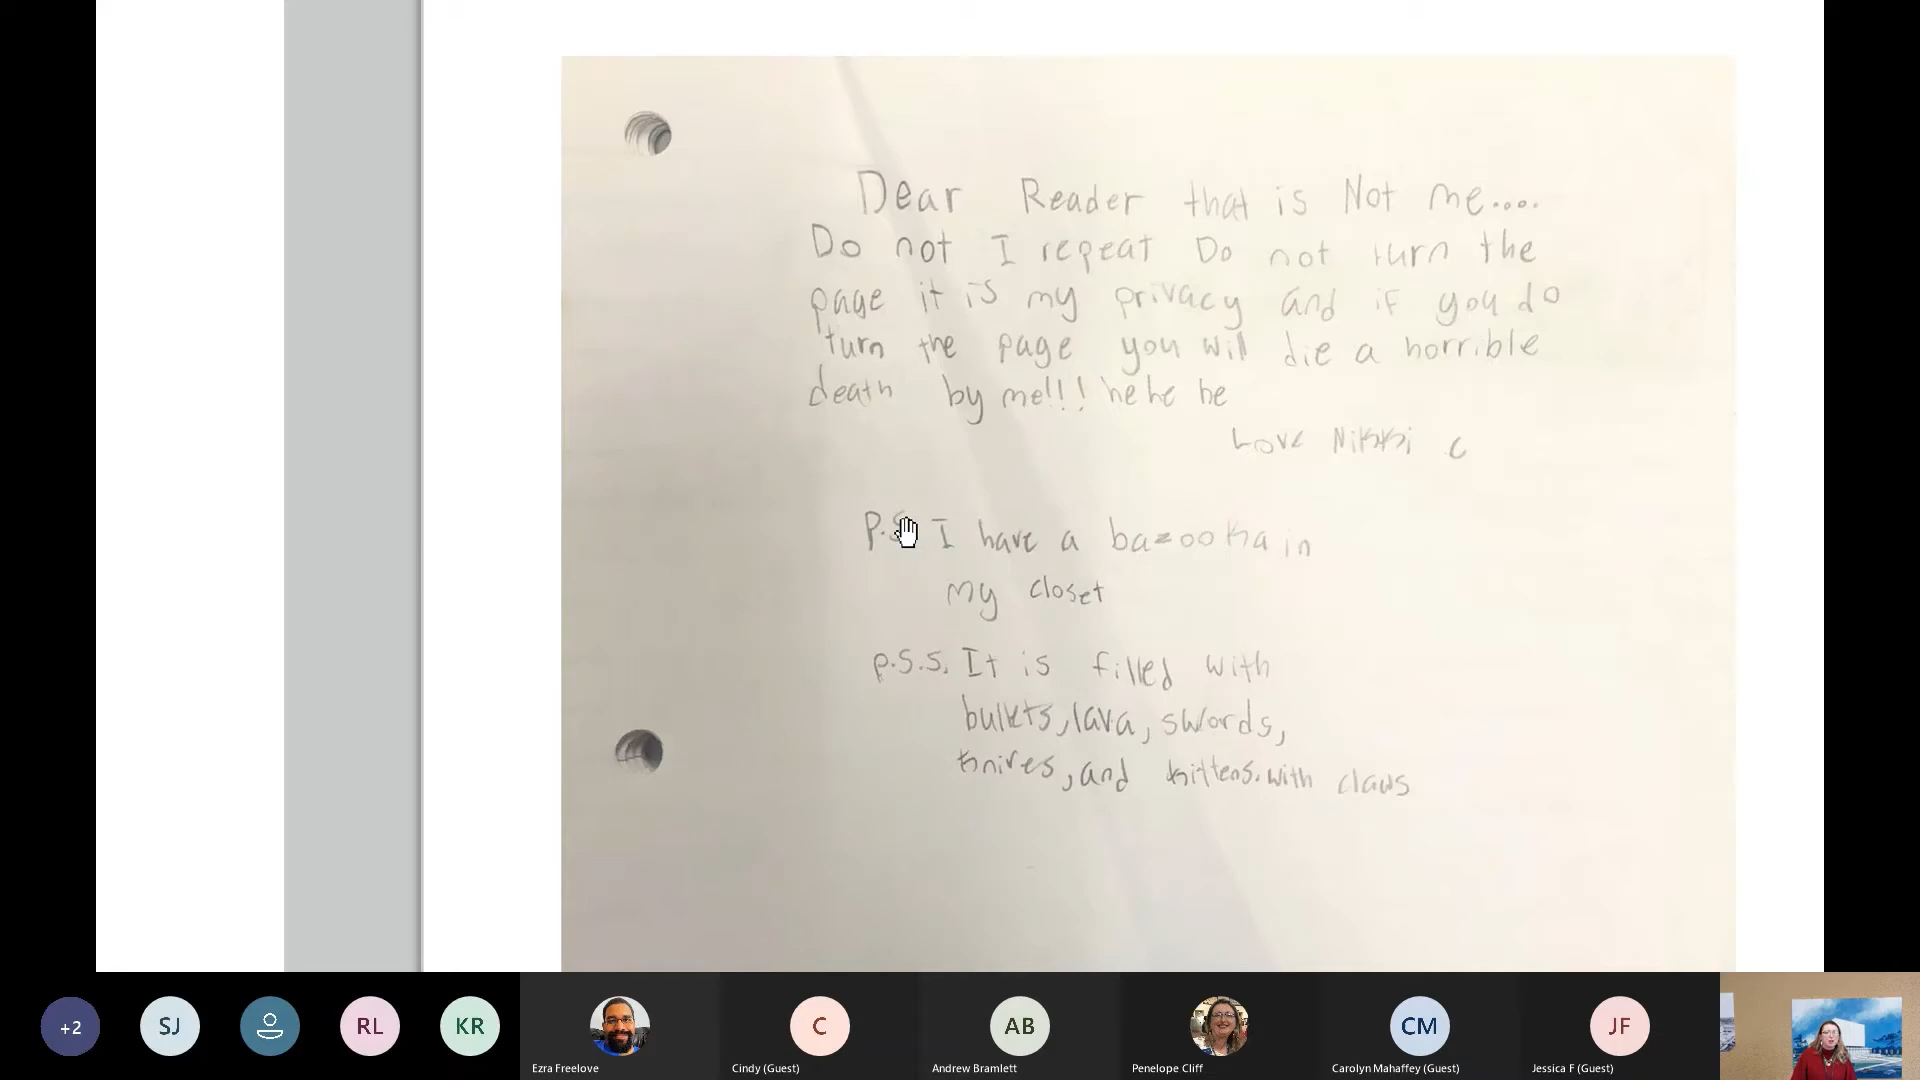 Dear Reader that is Not me....
Do not I repeat Do not turn the
page it is my privacy and if you do
turn the page you will die a horrible
death by me!!! he he he
Love Nikki C
P.S. I have a bazooka in
my closet
p.s.s. It is filled with
bullets, lava, swords,
knives, and kittens. with claws
+2
SJ
RL
KR
C
AB
CM
JF
Ezra Freelove
Cindy (Guest)
Andrew Bramlett
Penelope Cliff
Carolyn Mahaffey (Guest)
Jessica F (Guest)